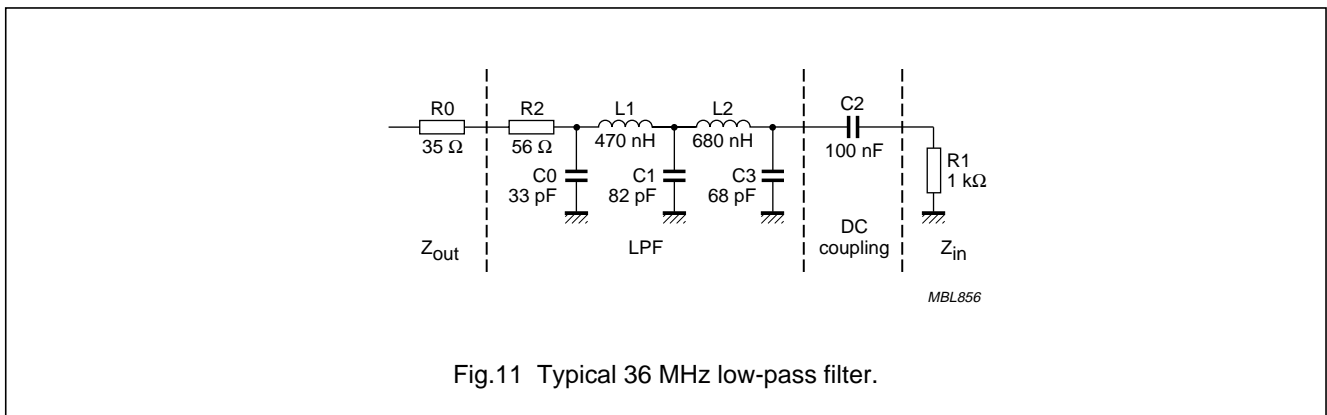 R0
35 Ω
R2
56 Ω
L1
470 nH
L2
680 nH
C2
100 nF
R1
1 kΩ
C0
33 pF
C1
82 pF
C3
68 pF
Zout
LPF
DC
coupling
Zin
MBL856
Fig.11 Typical 36 MHz low-pass filter.